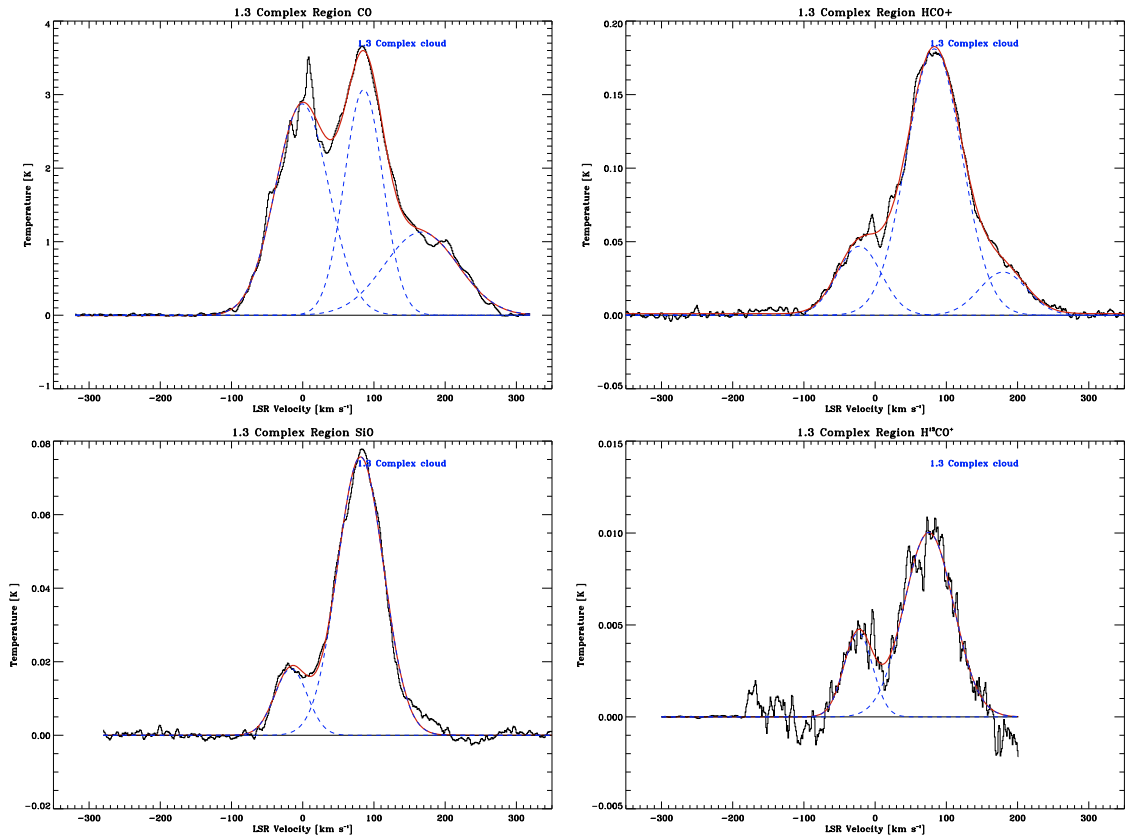 1.3 Complex Region CO
1.3 Complex cloud
4
3
2
1
0
−1
Temperature [K ]
−300 −200 −100 0 100 200 300
LSR Velocity [km s⁻¹]
1.3 Complex Region HCO+
1.3 Complex cloud
0.20
0.15
0.10
0.05
0.00
−0.05
Temperature [K ]
−300 −200 −100 0 100 200 300
LSR Velocity [km s⁻¹]
1.3 Complex Region SiO
1.3 Complex cloud
0.08
0.06
0.04
0.02
0.00
−0.02
Temperature [K ]
−300 −200 −100 0 100 200 300
LSR Velocity [km s⁻¹]
1.3 Complex Region H¹³CO⁺
1.3 Complex cloud
0.015
0.010
0.005
0.000
−0.005
Temperature [K ]
−300 −200 −100 0 100 200 300
LSR Velocity [km s⁻¹]